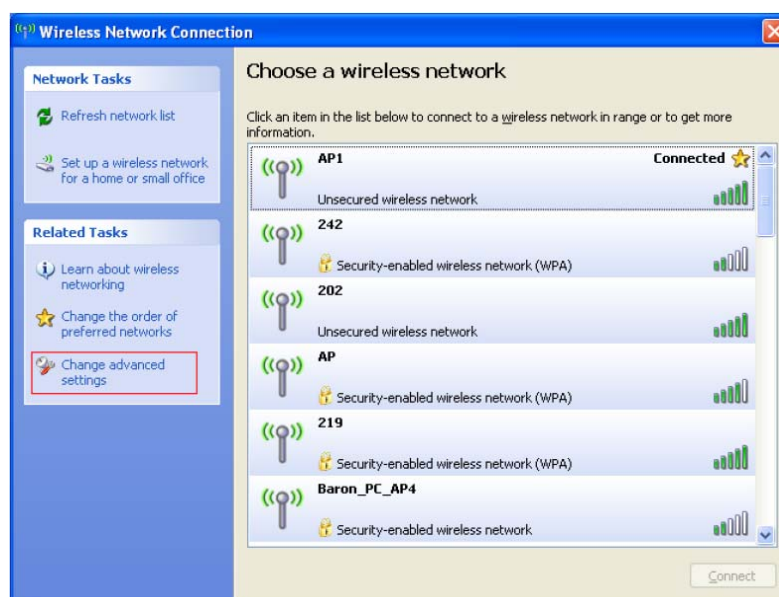 Wireless Network Connection
Network Tasks
Refresh network list
Set up a wireless network
for a home or small office
Related Tasks
Learn about wireless
networking
Change the order of
preferred networks
Change advanced
settings
Choose a wireless network
Click an item in the list below to connect to a wireless network in range or to get more
information.
AP1 Connected
Unsecured wireless network
242
Security-enabled wireless network (WPA)
202
Unsecured wireless network
AP
Security-enabled wireless network (WPA)
219
Security-enabled wireless network (WPA)
Baron_PC_AP4
Security-enabled wireless network
Connect